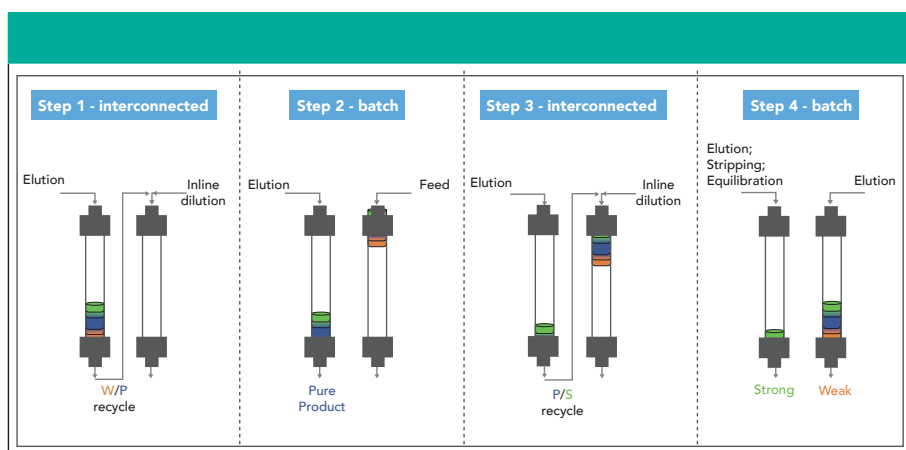 Step 1 - interconnected
Elution
Inline
dilution
W/P
recycle
Step 2 - batch
Elution
Feed
Pure
Product
Step 3 - interconnected
Elution
Inline
dilution
P/S
recycle
Step 4 - batch
Elution;
Stripping;
Equilibration
Elution
Strong
Weak